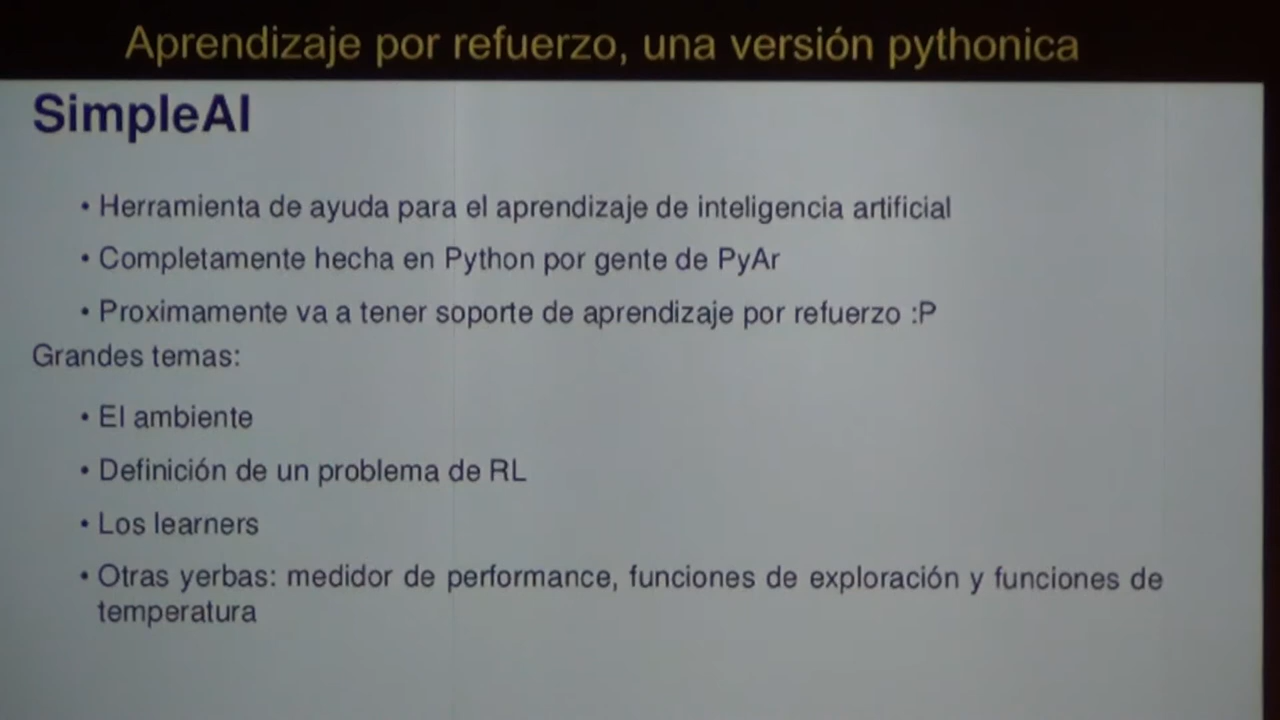 Aprendizaje por refuerzo, una versión pythonica
SimpleAI
• Herramienta de ayuda para el aprendizaje de inteligencia artificial
• Completamente hecha en Python por gente de PyAr
• Proximamente va a tener soporte de aprendizaje por refuerzo :P
Grandes temas:
• El ambiente
• Definición de un problema de RL
• Los learners
• Otras yerbas: medidor de performance, funciones de exploración y funciones de
temperatura